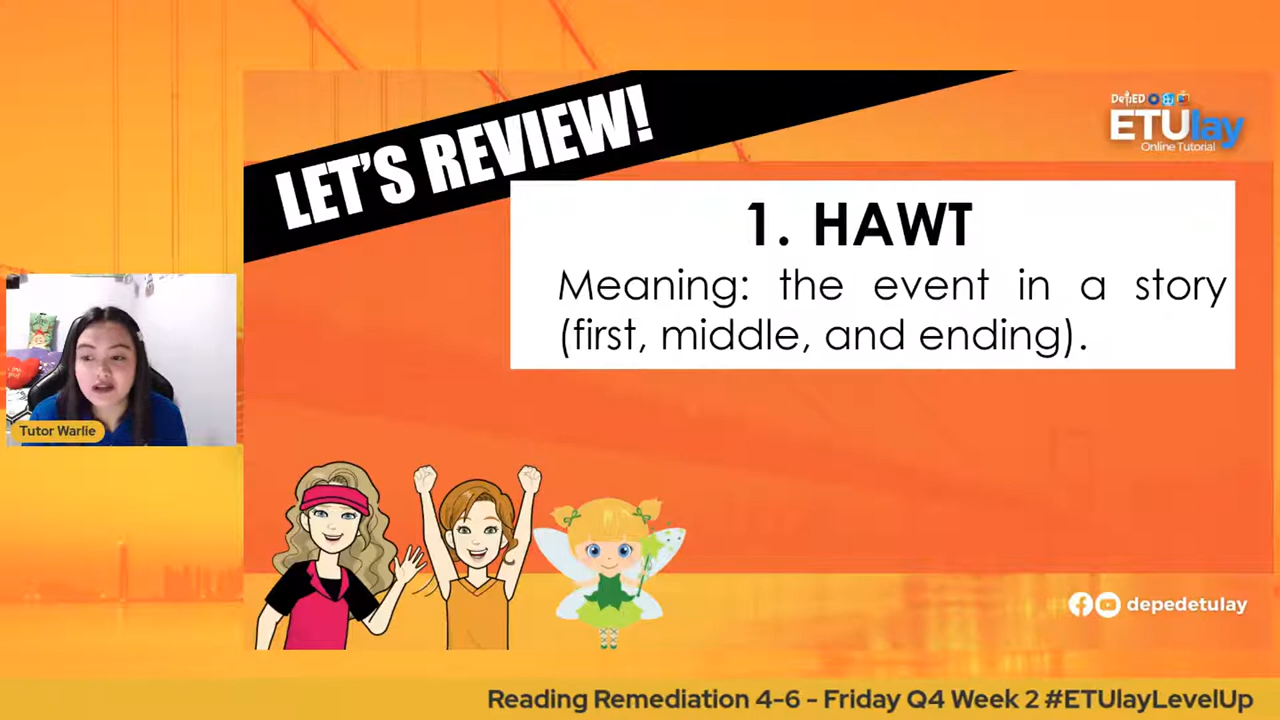 LET'S REVIEW!
DepED
ETUlay
Online Tutorial
1. HAWT
Meaning: the event in a story
(first, middle, and ending).
Tutor Warlie
depedetulay
Reading Remediation 4-6 - Friday Q4 Week 2 #ETUlayLevelUp